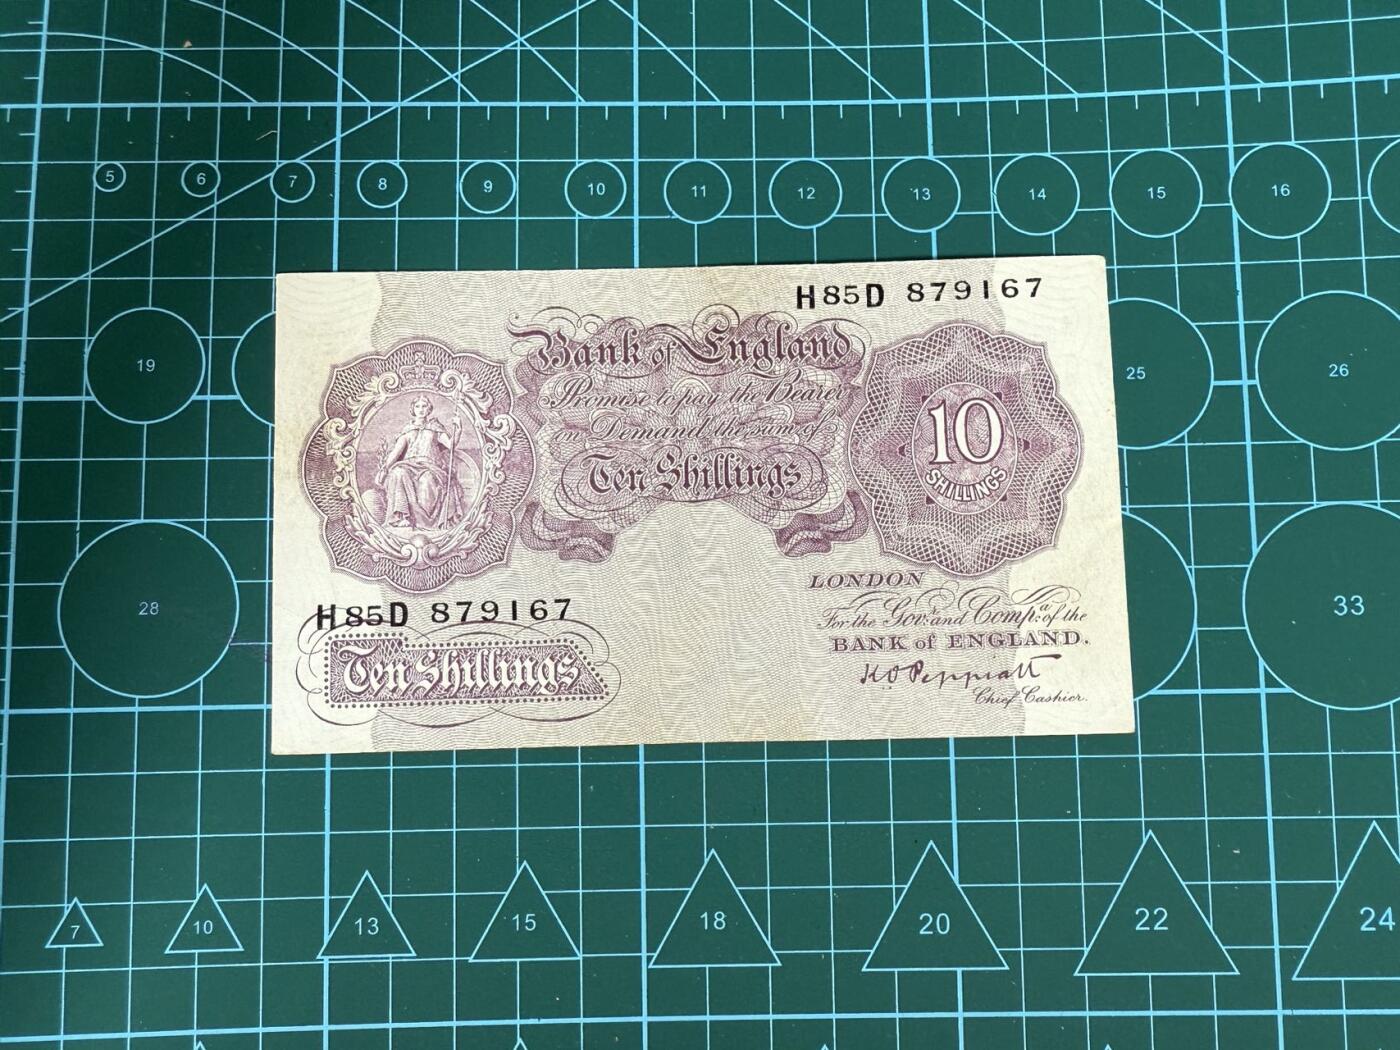 5 6 7 8 9 10 11 12 13 14 15 16
H85D 879167
Bank of England
Promise to pay the Bearer
on Demand the sum of
Ten Shillings
10
SHILLINGS
19 25 26
LONDON
For the Govr. and Compa. of the
BANK of ENGLAND.
K O Peppiatt
Chief Cashier.
H85D 879167
Ten Shillings
28 33
7 10 13 15 18 20 22 24